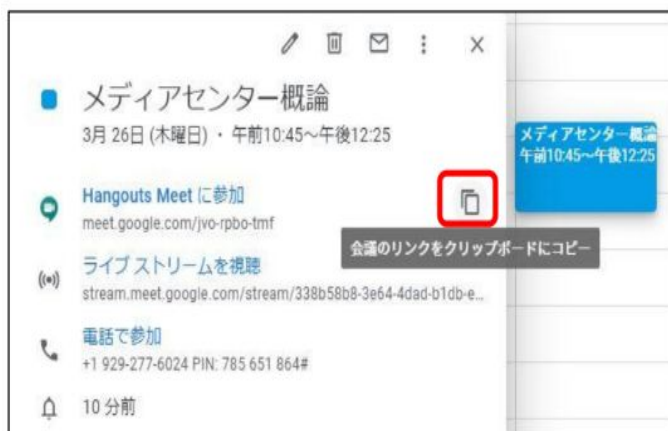 メディアセンター概論
3月 26日 (木曜日) ・ 午前10:45～午後12:25
Hangouts Meet に参加
meet.google.com/jvo-rpbo-tmf
会議のリンクをクリップボードにコピー
ライブ ストリームを視聴
stream.meet.google.com/stream/338b58b8-3e64-4dad-b1db-e...
電話で参加
+1 929-277-6024 PIN: 785 651 864#
10 分前
メディアセンター概論
午前10:45～午後12:25